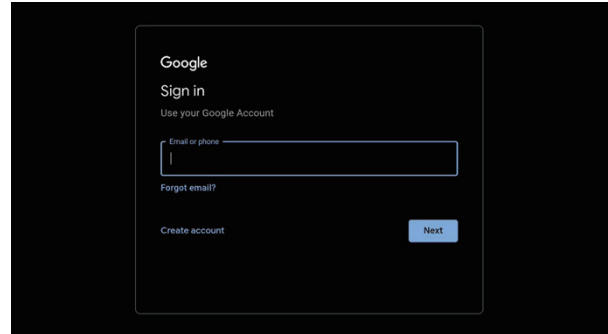 Google
Sign in
Use your Google Account
Email or phone
Forgot email?
Create account
Next